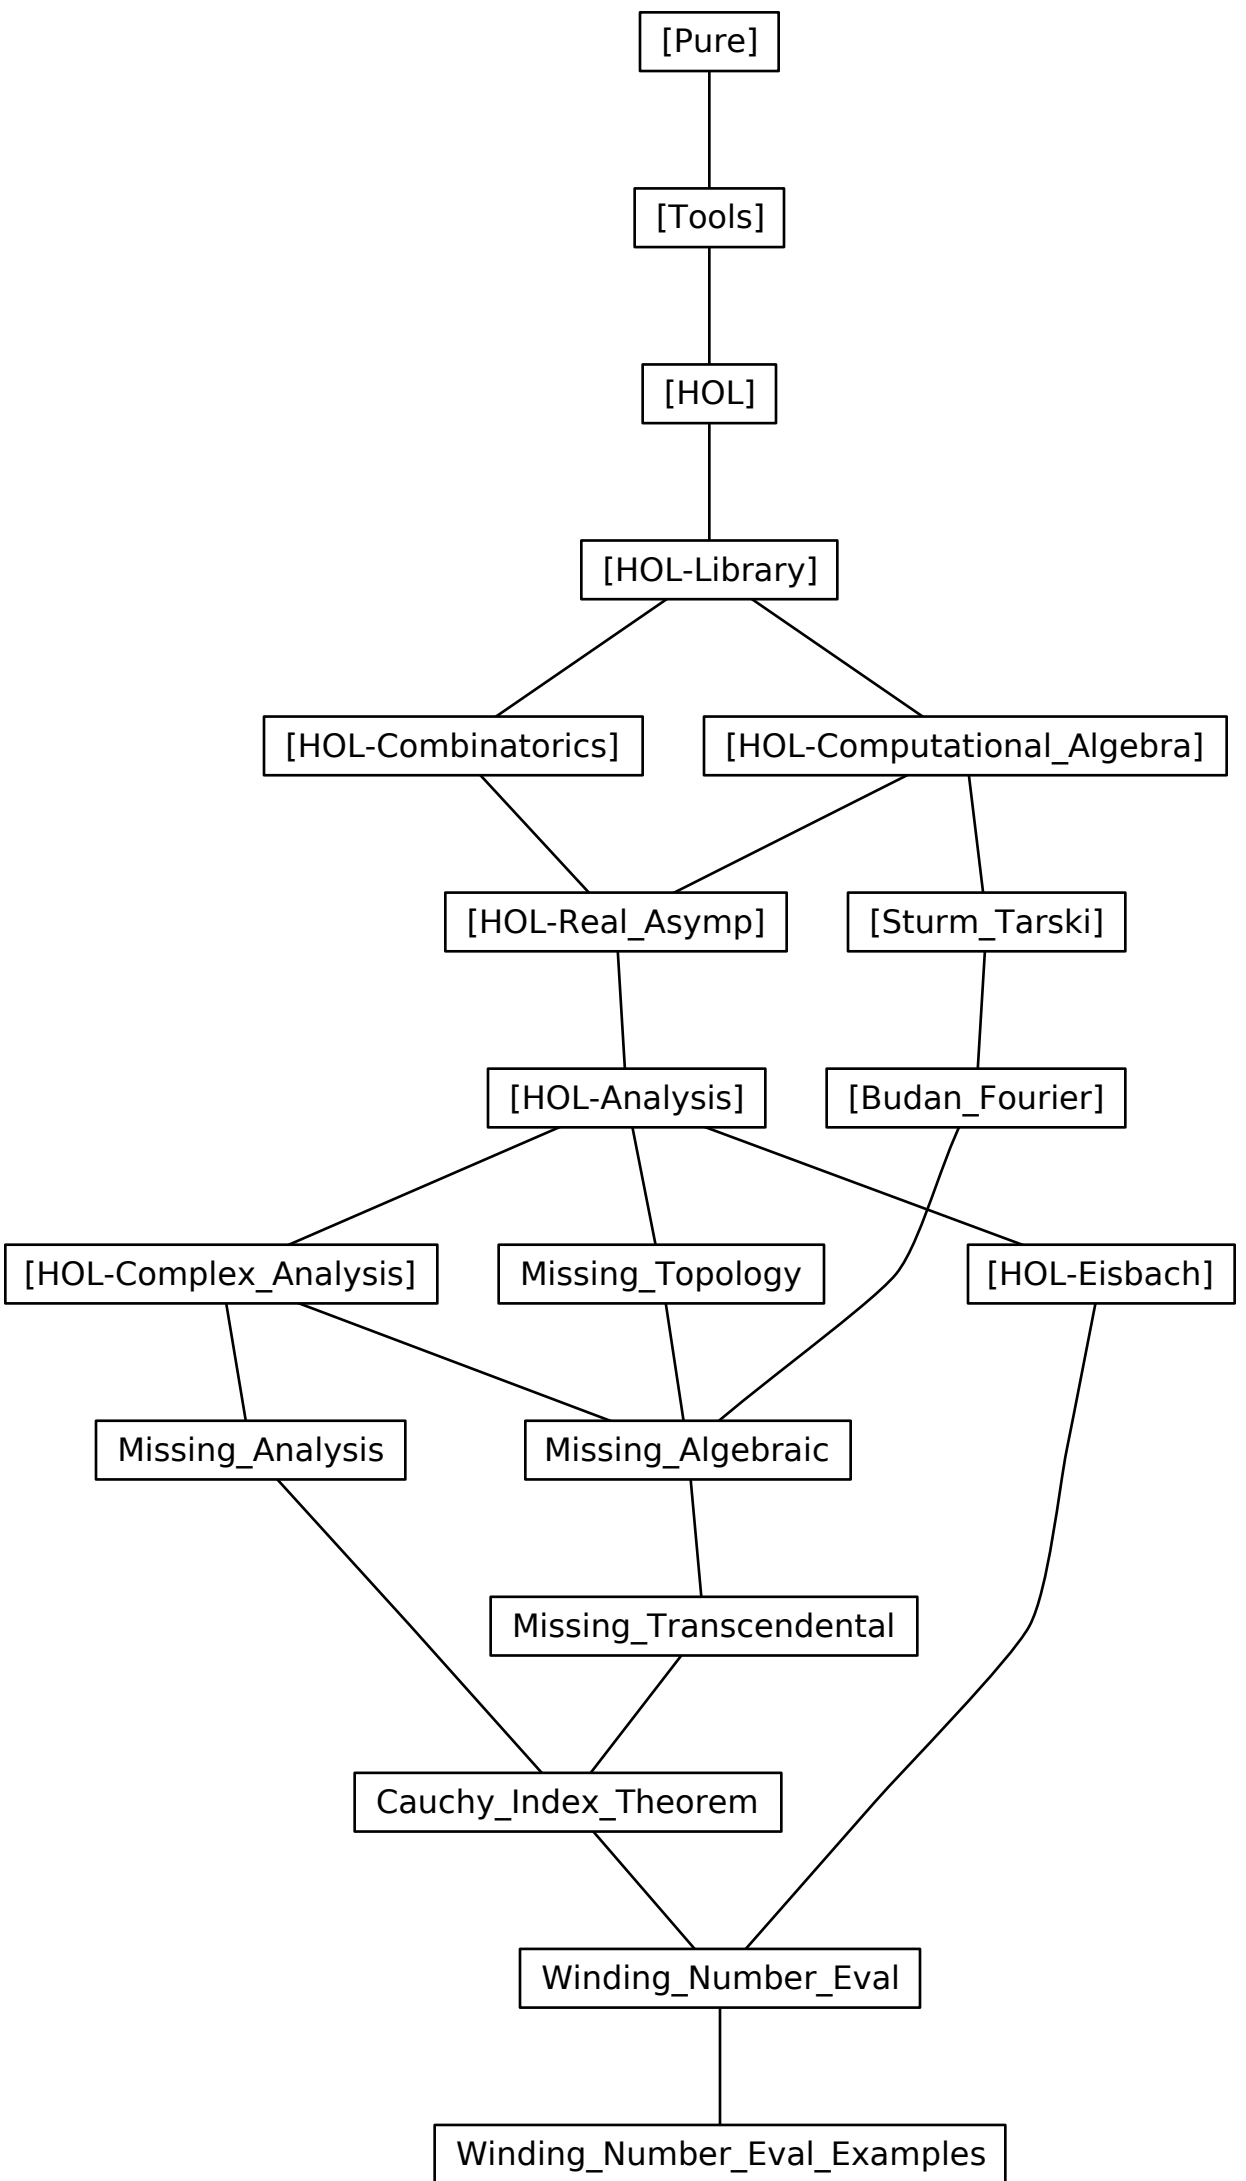 [Pure]
[Tools]
[HOL]
[HOL-Library]
[HOL-Combinatorics]
[HOL-Computational_Algebra]
[HOL-Real_Asymp]
[Sturm_Tarski]
[HOL-Analysis]
[Budan_Fourier]
[HOL-Complex_Analysis]
Missing_Topology
[HOL-Eisbach]
Missing_Analysis
Missing_Algebraic
Missing_Transcendental
Cauchy_Index_Theorem
Winding_Number_Eval
Winding_Number_Eval_Examples